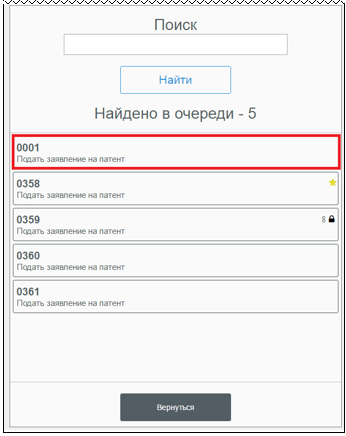 Поиск
Найти
Найдено в очереди - 5
0001
Подать заявление на патент
0358
Подать заявление на патент
0359
8
Подать заявление на патент
0360
Подать заявление на патент
0361
Подать заявление на патент
Вернуться